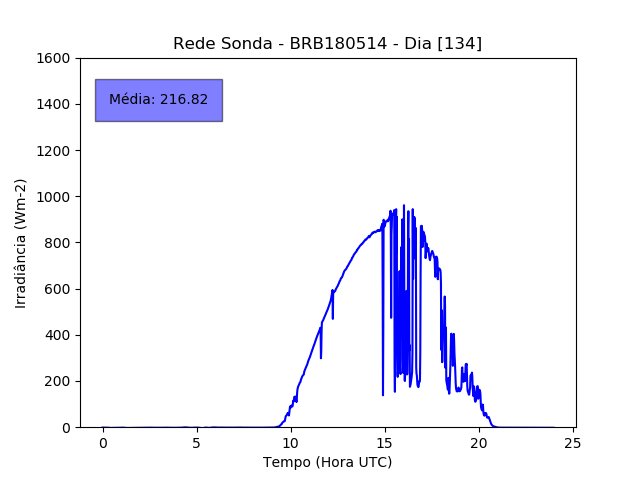 Rede Sonda - BRB180514 - Dia [134]
1600
1400
1200
1000
800
600
400
200
0
Média: 216.82
Irradiância (Wm-2)
0 5 10 15 20 25
Tempo (Hora UTC)